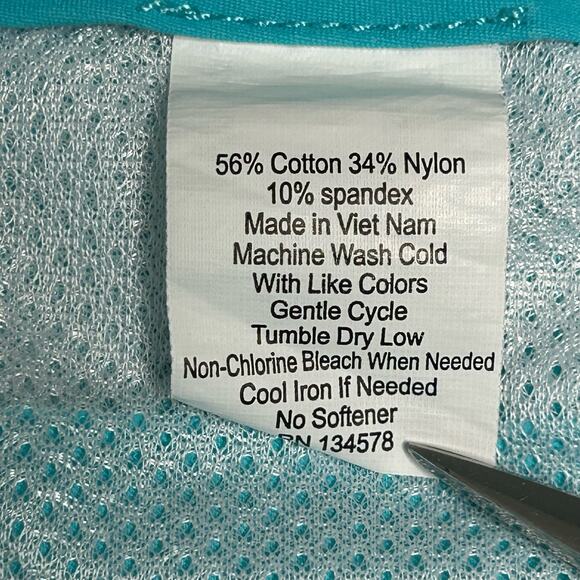 56% Cotton 34% Nylon
10% spandex
Made in Viet Nam
Machine Wash Cold
With Like Colors
Gentle Cycle
Tumble Dry Low
Non-Chlorine Bleach When Needed
Cool Iron If Needed
No Softener
RN 134578